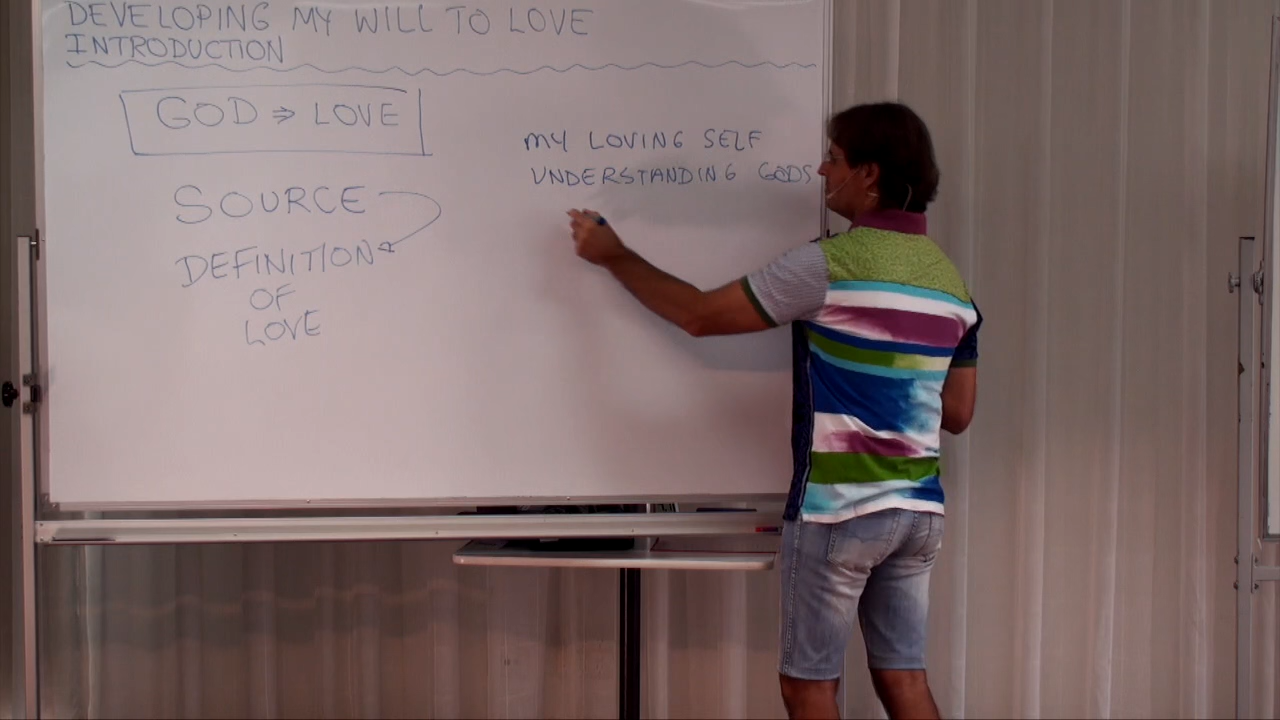 DEVELOPING MY WILL TO LOVE
INTRODUCTION
GOD ⇒ LOVE
SOURCE
DEFINITION
OF
LOVE
MY LOVING SELF
UNDERSTANDING GODS